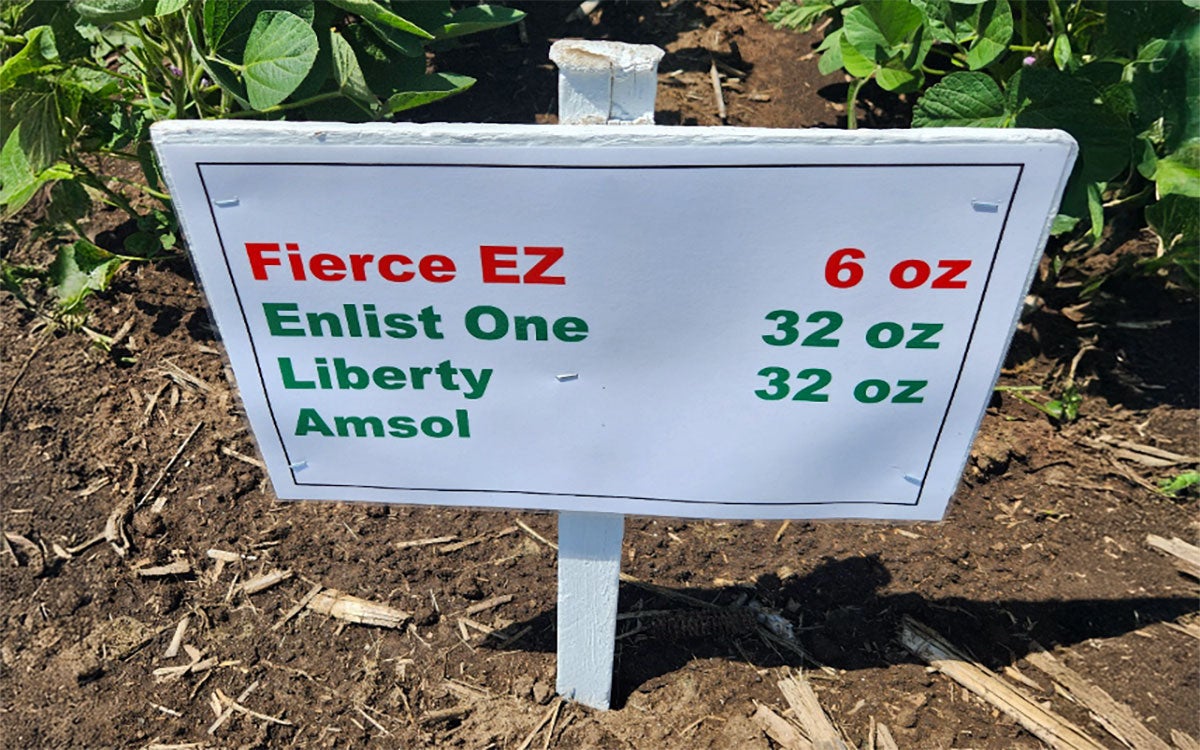 Fierce EZ 6 oz
Enlist One 32 oz
Liberty 32 oz
Amsol